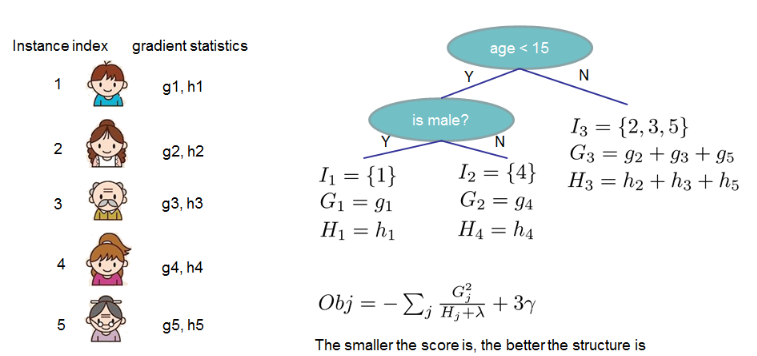 Instance index gradient statistics
1 g1, h1
2 g2, h2
3 g3, h3
4 g4, h4
5 g5, h5
age < 15
Y N
is male?
Y N
I₁ = {1}
G₁ = g₁
H₁ = h₁
I₂ = {4}
G₂ = g₄
H₄ = h₄
I₃ = {2, 3, 5}
G₃ = g₂ + g₃ + g₅
H₃ = h₂ + h₃ + h₅
Obj = − ∑ⱼ Gⱼ² / (Hⱼ+λ) + 3γ
The smaller the score is, the better the structure is